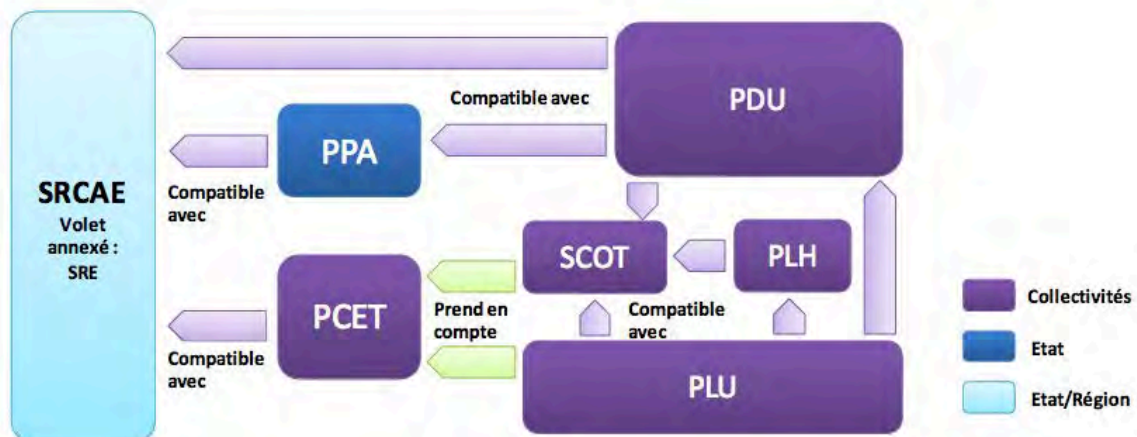 PDU
Compatible avec
PPA
SRCAE
Volet
annexé :
SRE
Compatible
avec
SCOT
PLH
PCET
Prend en
compte
Compatible
avec
Compatible
avec
PLU
Collectivités
Etat
Etat/Région